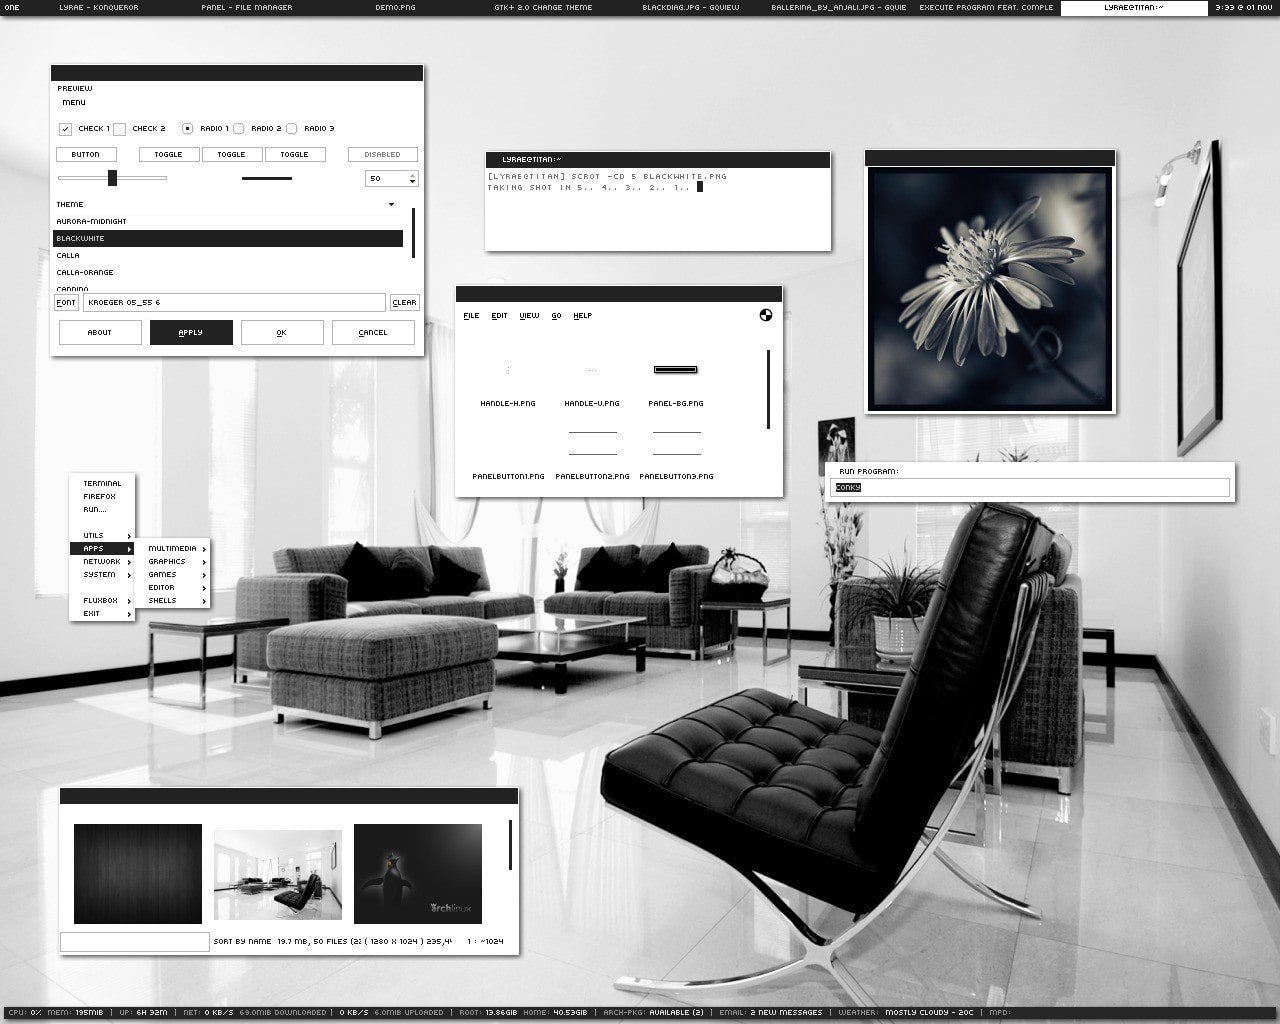 ONE LYRAE - KONQUEROR PANEL - FILE MANAGER DEMO.PNG GTK+ 2.0 CHANGE THEME BLACKDIAG.JPG - GQVIEW BALLERINA_BY_ANJALI.JPG - GQVIE EXECUTE PROGRAM FEAT. COMPLE LYRAE@TITAN:~ 3:33 @ 01 NOV
PREVIEW
MENU
CHECK 1 CHECK 2 RADIO 1 RADIO 2 RADIO 3
BUTTON TOGGLE TOGGLE TOGGLE DISABLED
50
THEME
AURORA-MIDNIGHT
BLACKWHITE
CALLA
CALLA-ORANGE
CANDIDO
FONT KROEGER 05_55 6 CLEAR
ABOUT APPLY OK CANCEL
LYRAE@TITAN:~
[LYRAE@TITAN] SCROT -CD 5 BLACKWHITE.PNG
TAKING SHOT IN 5.. 4.. 3.. 2.. 1..
FILE EDIT VIEW GO HELP
HANDLE-H.PNG HANDLE-V.PNG PANEL-BG.PNG
PANELBUTTON1.PNG PANELBUTTON2.PNG PANELBUTTON3.PNG
RUN PROGRAM:
CONKY
TERMINAL
FIREFOX
RUN....
UTILS
APPS
NETWORK
SYSTEM
FLUXBOX
EXIT
MULTIMEDIA
GRAPHICS
GAMES
EDITOR
SHELLS
archlinux
SORT BY NAME 19.7 MB, 50 FILES (22 ( 1280 X 1024 ) 235,44 1 : ~1024
CPU: 0% MEM: 195MIB | UP: 6H 32M | NET: 0 KB/S 69.0MIB DOWNLOADED | 0 KB/S 6.0MIB UPLOADED | ROOT: 13.86GIB HOME: 40.53GIB | ARCH-PKG: AVAILABLE (2) | EMAIL: 2 NEW MESSAGES | WEATHER: MOSTLY CLOUDY - 20C | MPD: